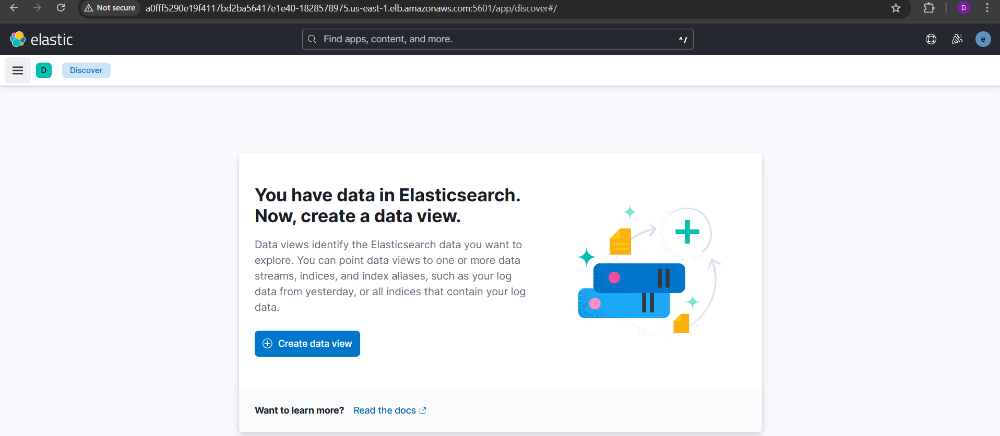 Not secure
a0fff5290e19f4117bd2ba56417e1e40-1828578975.us-east-1.elb.amazonaws.com:5601/app/discover#/
D
elastic
Find apps, content, and more.
^/
e
D
Discover
You have data in Elasticsearch.
Now, create a data view.
Data views identify the Elasticsearch data you want to
explore. You can point data views to one or more data
streams, indices, and index aliases, such as your log
data from yesterday, or all indices that contain your log
data.
Create data view
Want to learn more? Read the docs